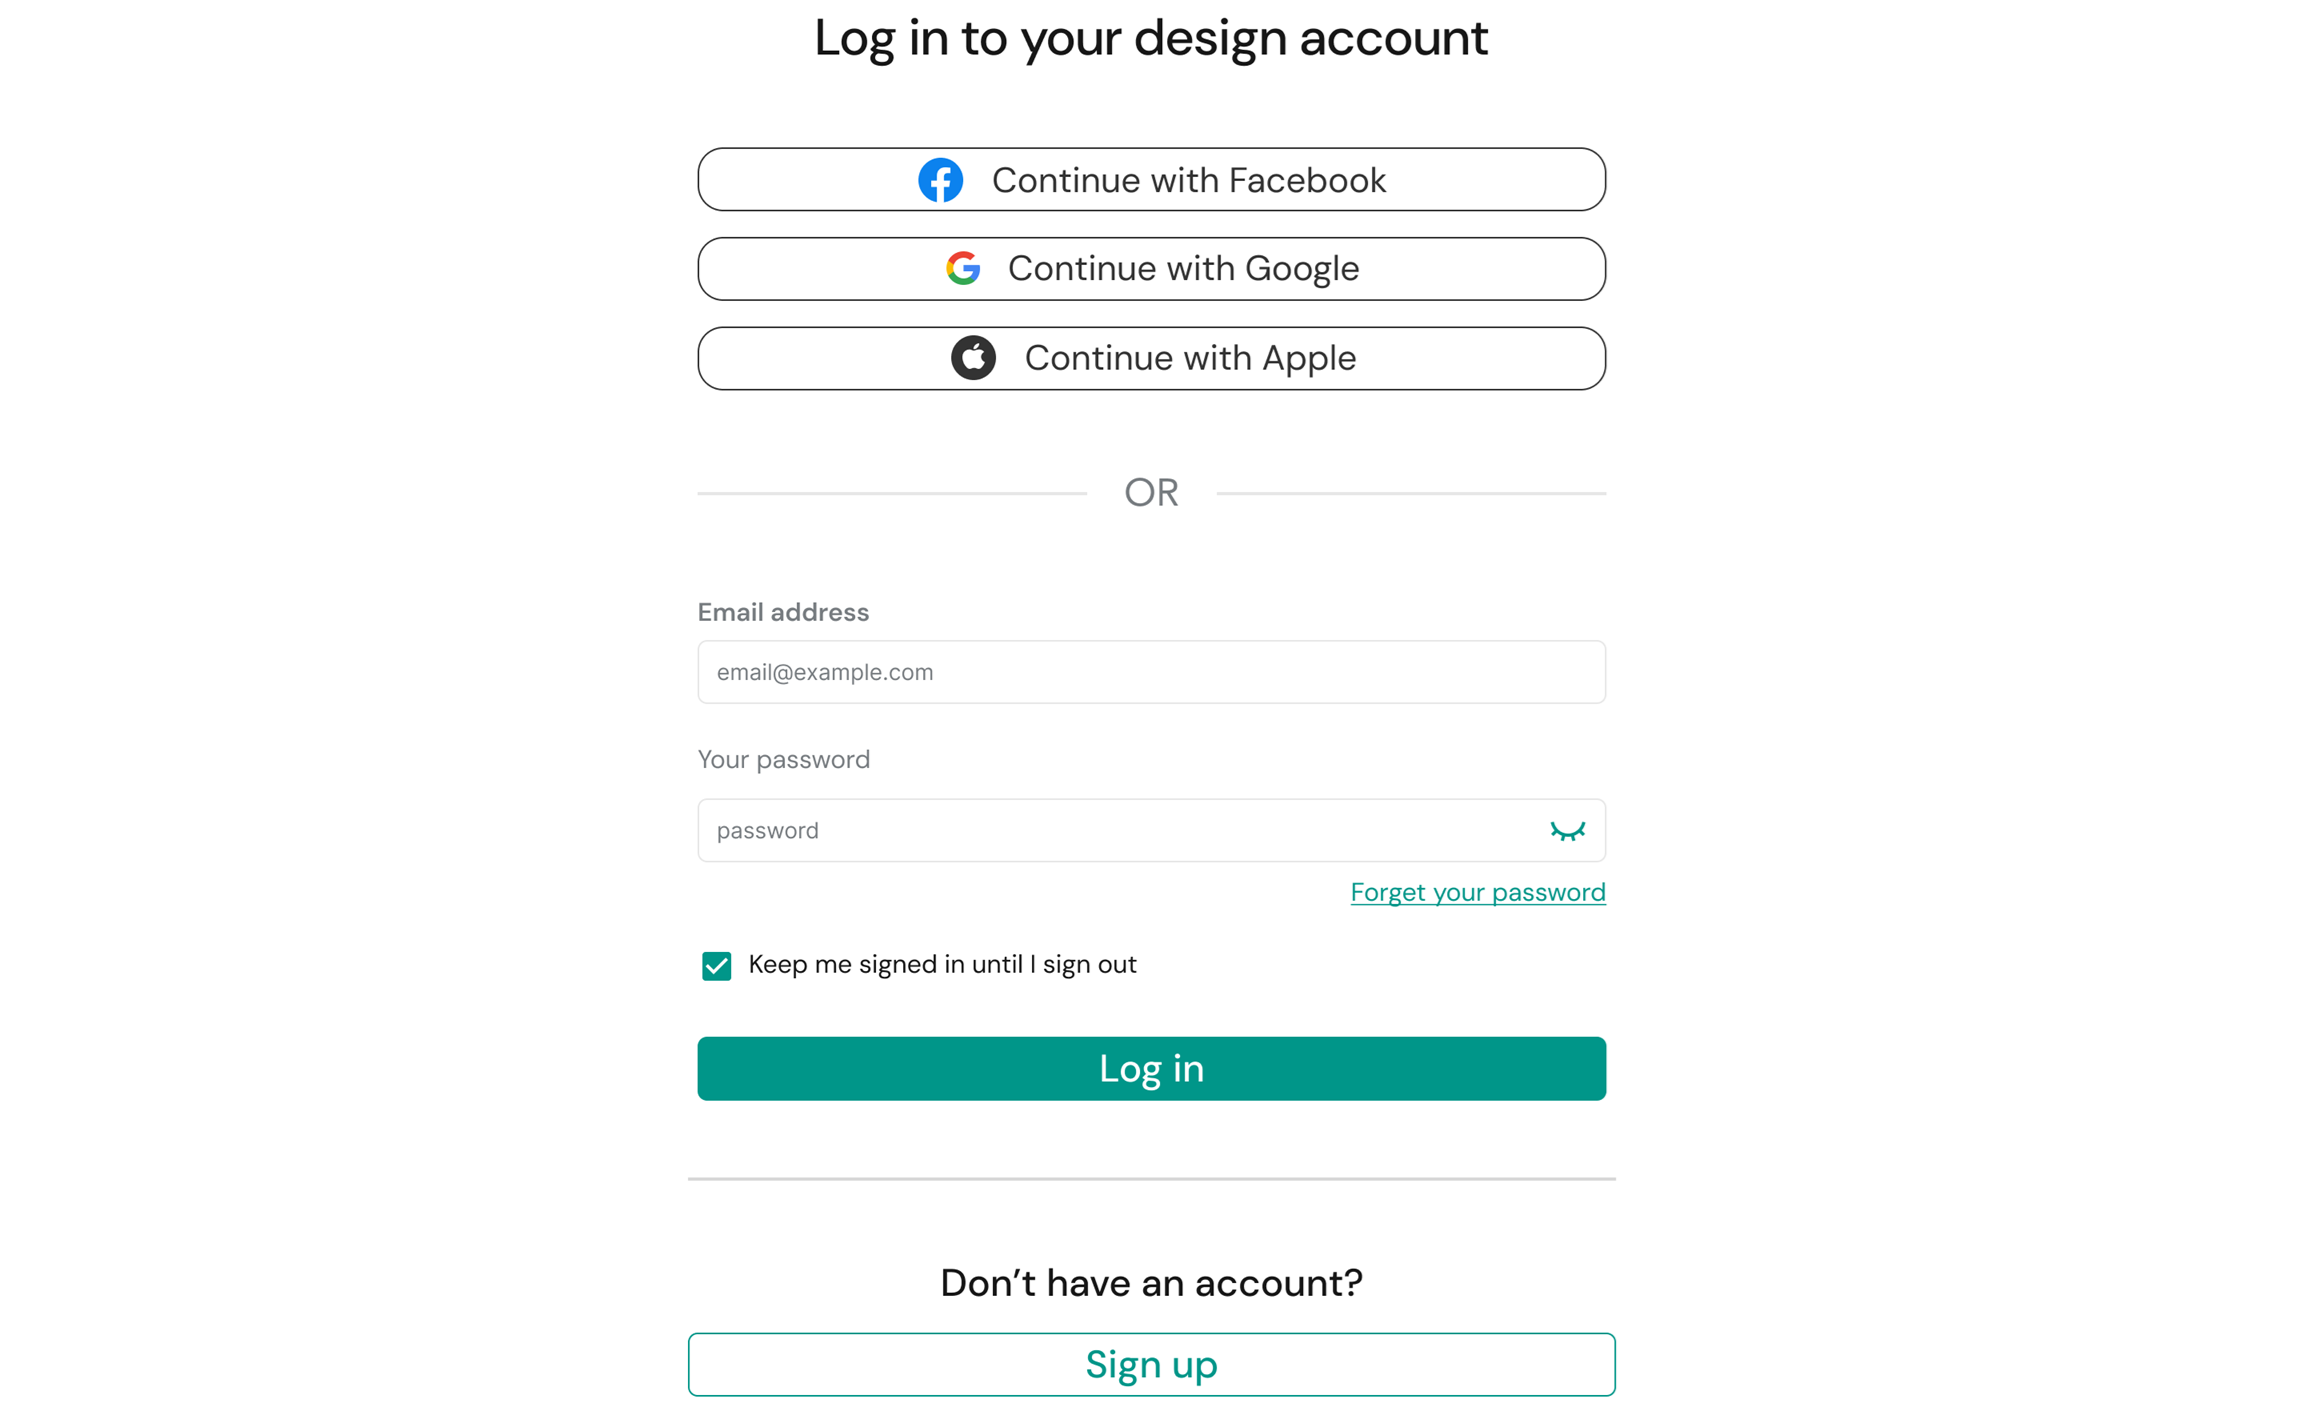 Log in to your design account
Continue with Facebook
Continue with Google
Continue with Apple
OR
Email address
email@example.com
Your password
password
Forget your password
Keep me signed in until I sign out
Log in
Don’t have an account?
Sign up